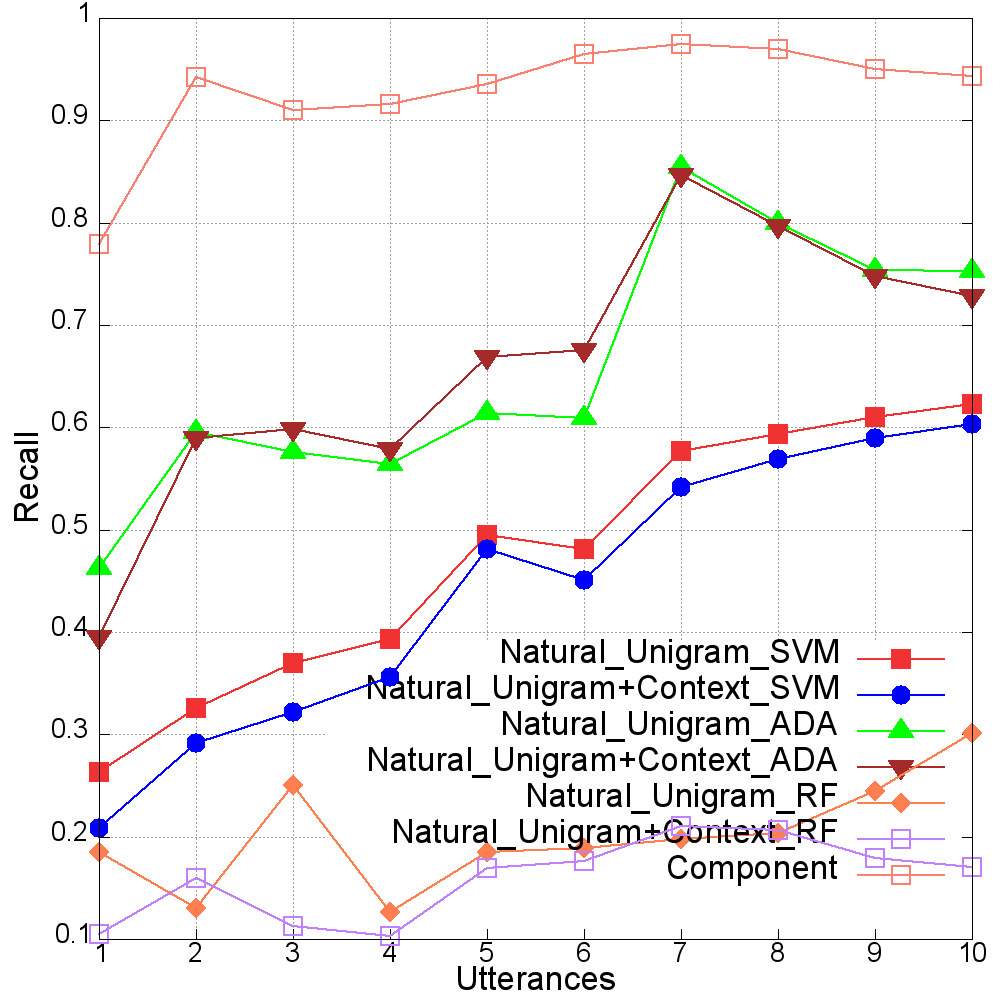 1
0.9
0.8
0.7
0.6
0.5
0.4
0.3
0.2
0.1
Recall
Natural_Unigram_SVM
Natural_Unigram+Context_SVM
Natural_Unigram_ADA
Natural_Unigram+Context_ADA
Natural_Unigram_RF
Natural_Unigram+Context_RF
Component
1 2 3 4 5 6 7 8 9 10
Utterances